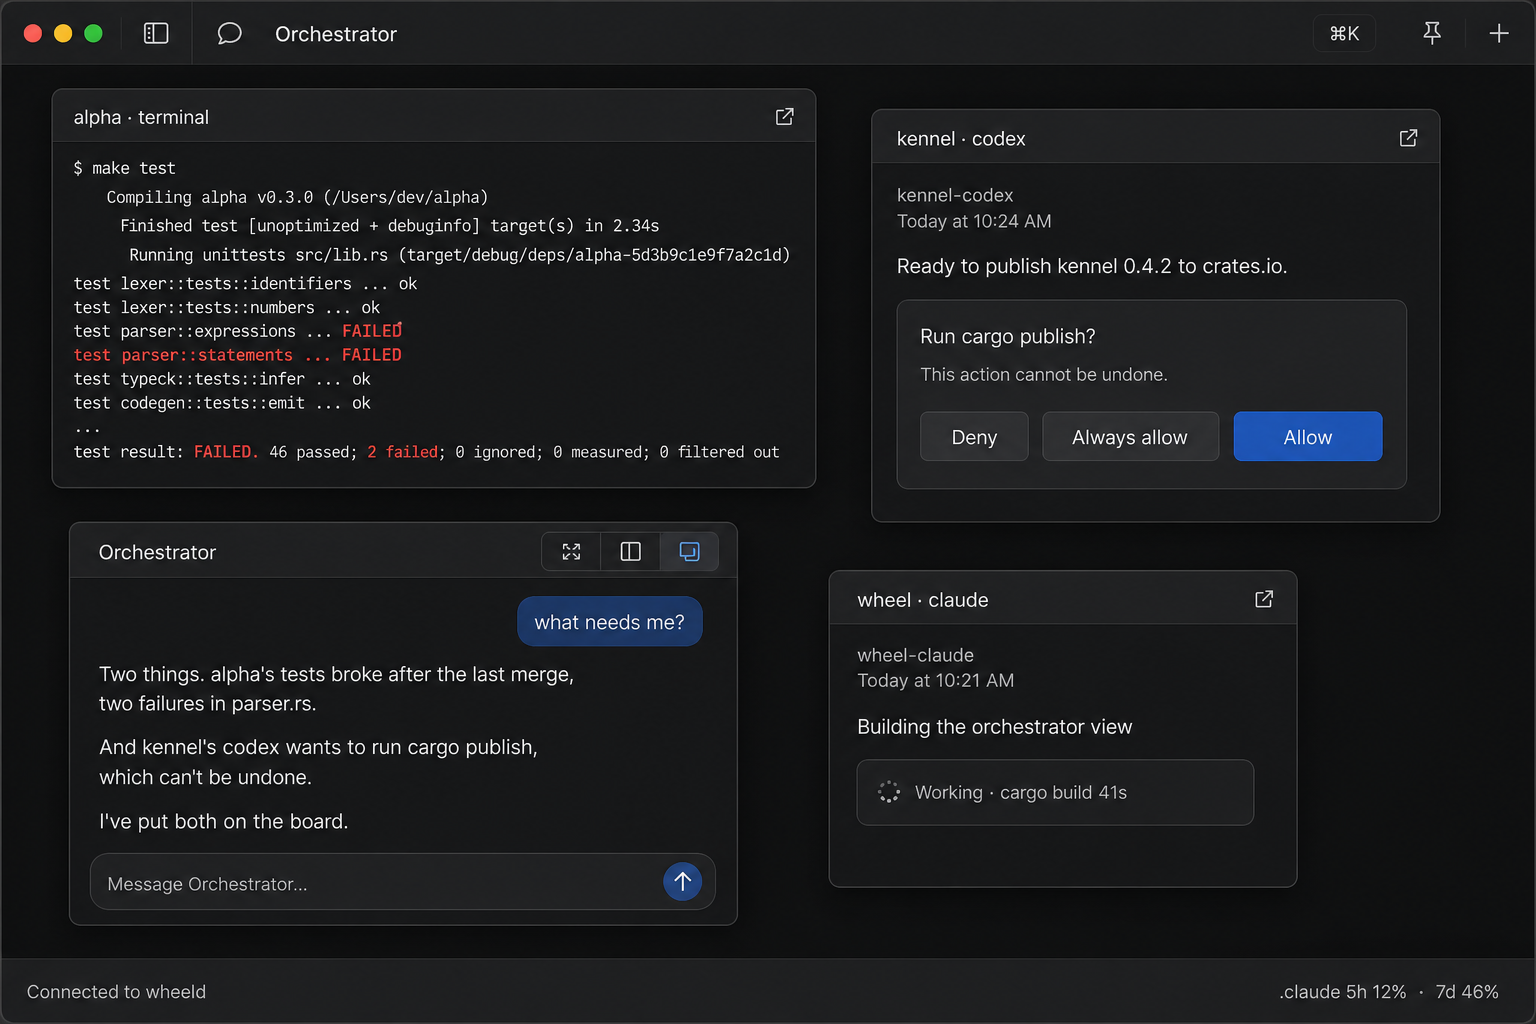 Orchestrator
⌘K
alpha · terminal
$ make test
Compiling alpha v0.3.0 (/Users/dev/alpha)
Finished test [unoptimized + debuginfo] target(s) in 2.34s
Running unittests src/lib.rs (target/debug/deps/alpha-5d3b9c1e9f7a2c1d)
test lexer::tests::identifiers ... ok
test lexer::tests::numbers ... ok
test parser::expressions ... FAILED
test parser::statements ... FAILED
test typeck::tests::infer ... ok
test codegen::tests::emit ... ok
...
test result: FAILED. 46 passed; 2 failed; 0 ignored; 0 measured; 0 filtered out
kennel · codex
kennel-codex
Today at 10:24 AM
Ready to publish kennel 0.4.2 to crates.io.
Run cargo publish?
This action cannot be undone.
Deny
Always allow
Allow
Orchestrator
what needs me?
Two things. alpha's tests broke after the last merge,
two failures in parser.rs.
And kennel's codex wants to run cargo publish,
which can't be undone.
I've put both on the board.
Message Orchestrator...
wheel · claude
wheel-claude
Today at 10:21 AM
Building the orchestrator view
Working · cargo build 41s
Connected to wheeld
.claude 5h 12% · 7d 46%